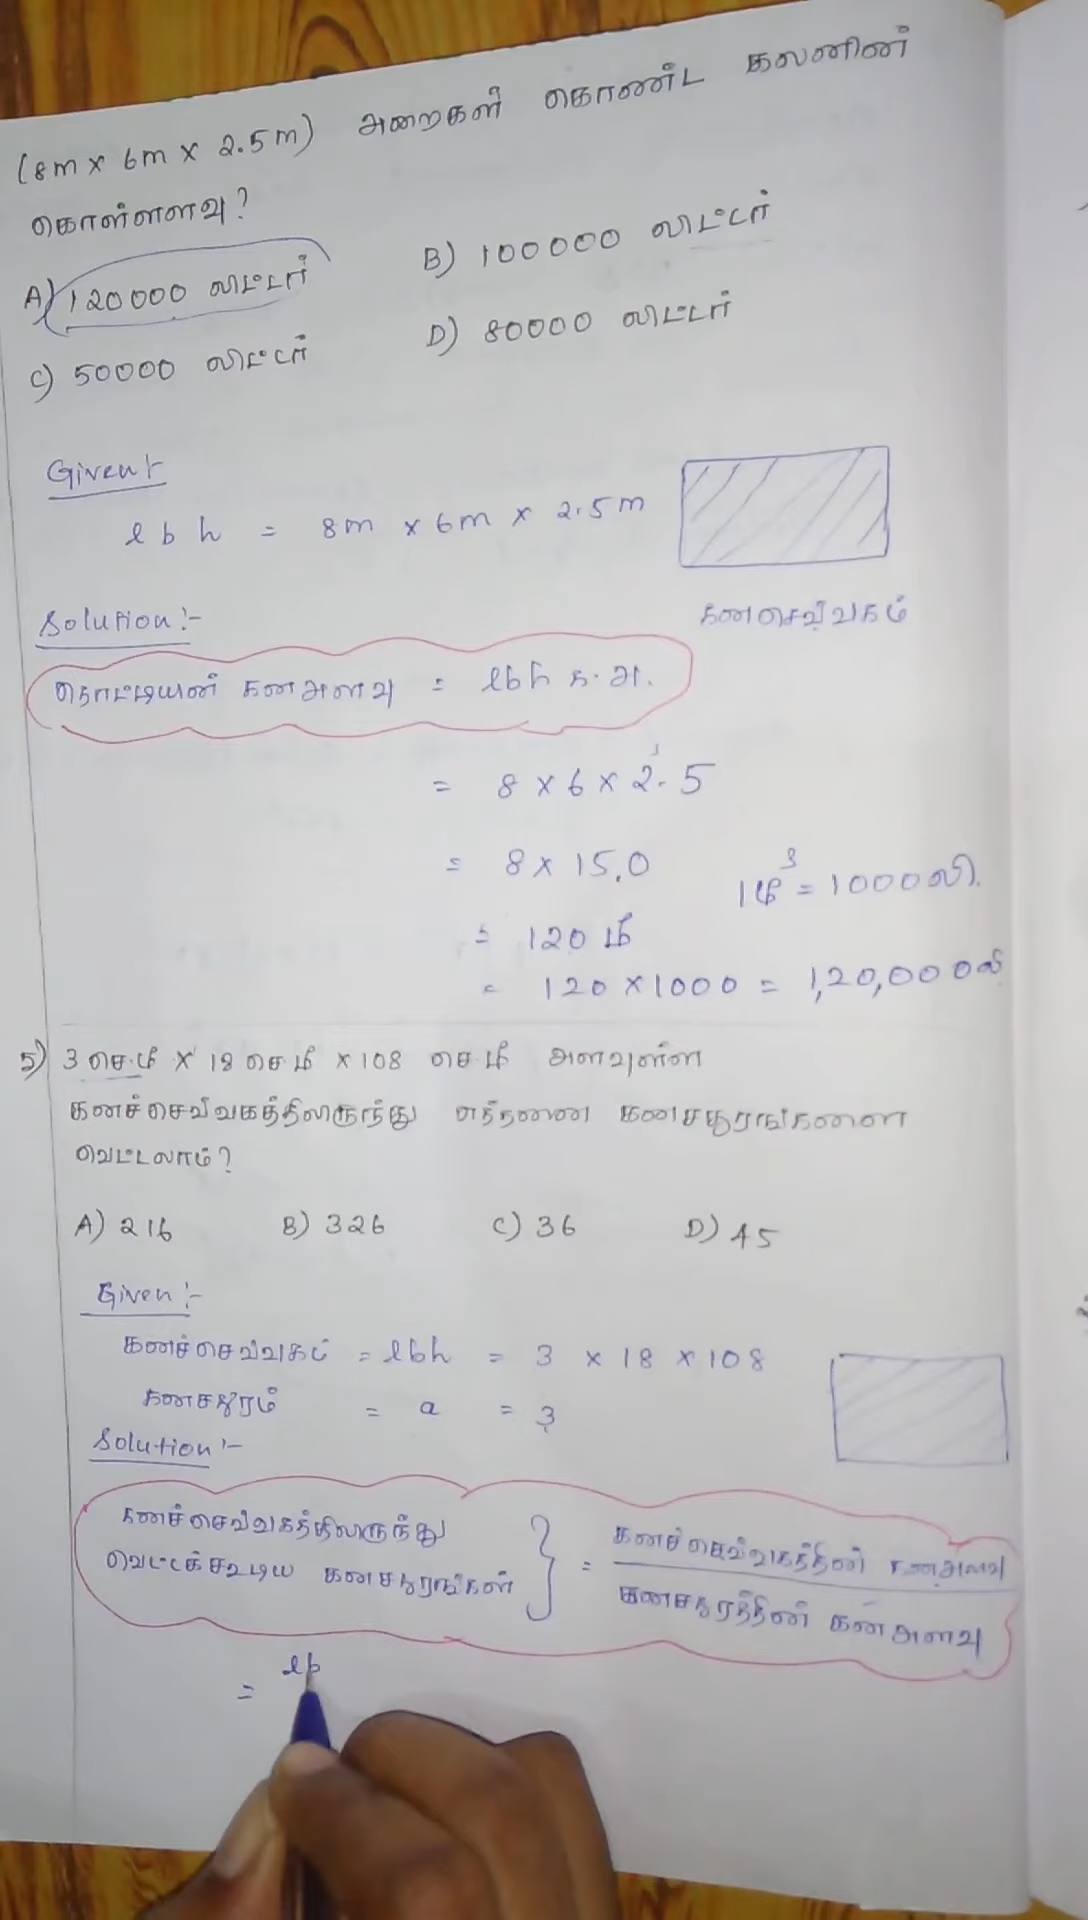 (8m x 6m x 2.5m) அறைகள் கொண்ட கலனின்
கொள்ளளவு?
A) 120000 லிட்டர்
B) 100000 லிட்டர்
C) 50000 லிட்டர்
D) 80000 லிட்டர்
Given:-
l b h = 8m x 6m x 2.5m
Solution:-
கனசெவ்வகம்
தொட்டியின் கனஅளவு = lbh க.அ.
= 8 x 6 x 2.5
= 8 x 15.0
1மீ³ = 1000லி.
= 120 மீ
= 120 x 1000 = 1,20,000லி
5) 3 செ.மீ x 18 செ.மீ x 108 செ.மீ அளவுள்ள
கனச்செவ்வகத்திலிருந்து எத்தனை கனசதுரங்களை
வெட்டலாம்?
A) 216 B) 326 C) 36 D) 45
Given:-
கனச்செவ்வகம் = lbh = 3 x 18 x 108
கனசதுரம் = a = 3
Solution:-
கனச்செவ்வகத்திலிருந்து
வெட்டக்கூடிய கனசதுரங்கள் } = கனச்செவ்வகத்தின் கனஅளவு
கனசதுரத்தின் கனஅளவு
= lb